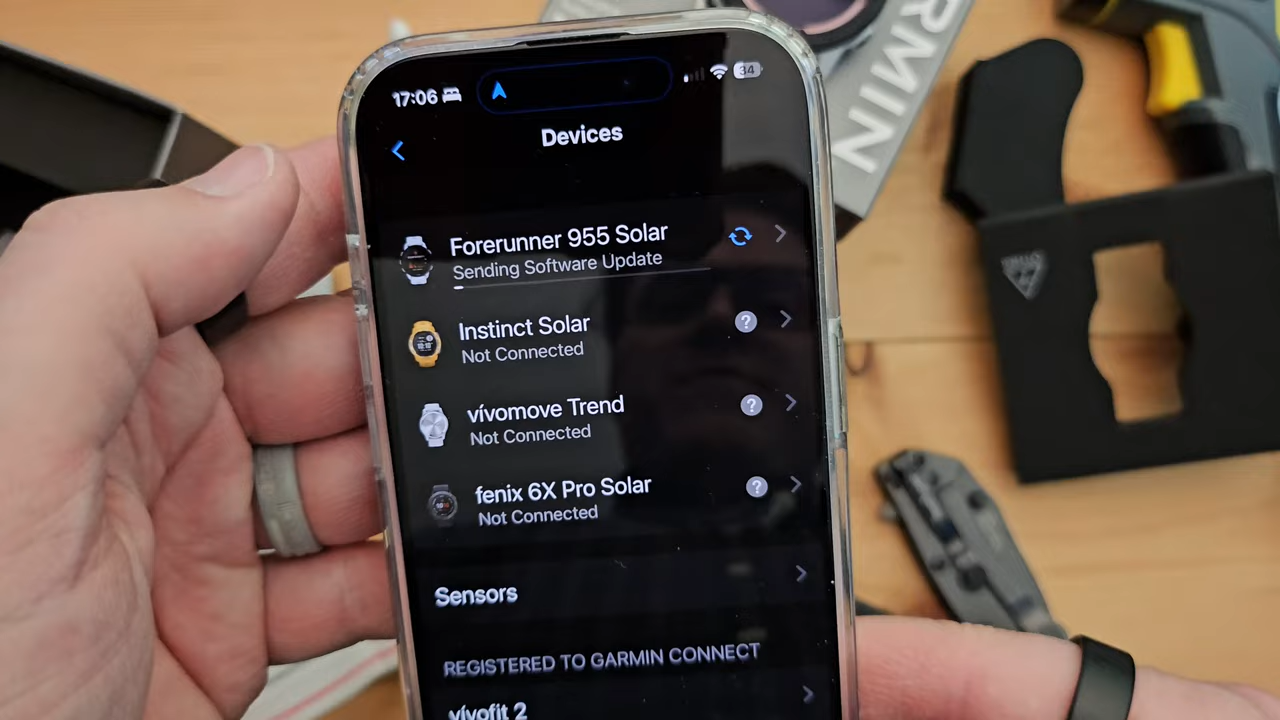 RMIN
17:06
34
Devices
Forerunner 955 Solar
Sending Software Update
Instinct Solar
Not Connected
vívomove Trend
Not Connected
fenix 6X Pro Solar
Not Connected
Sensors
REGISTERED TO GARMIN CONNECT
vívofit 2